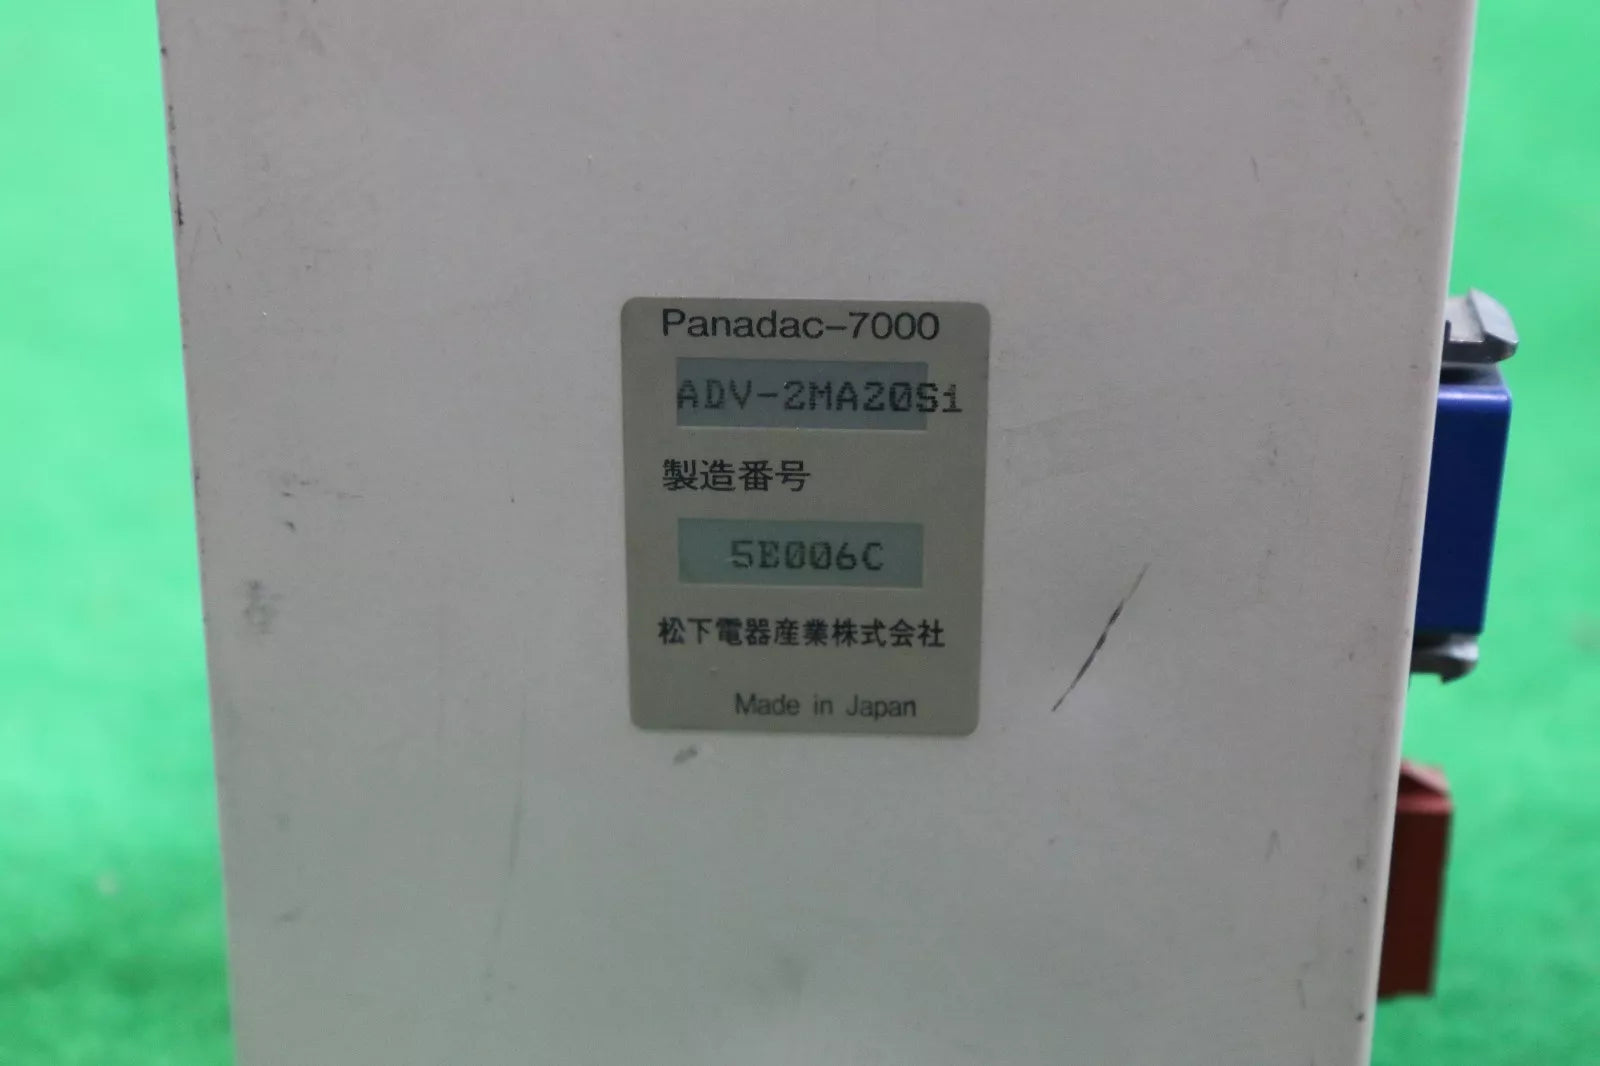 Panadac-7000
ADV-2MA20S1
製造番号
5E006C
松下電器産業株式会社
Made in Japan